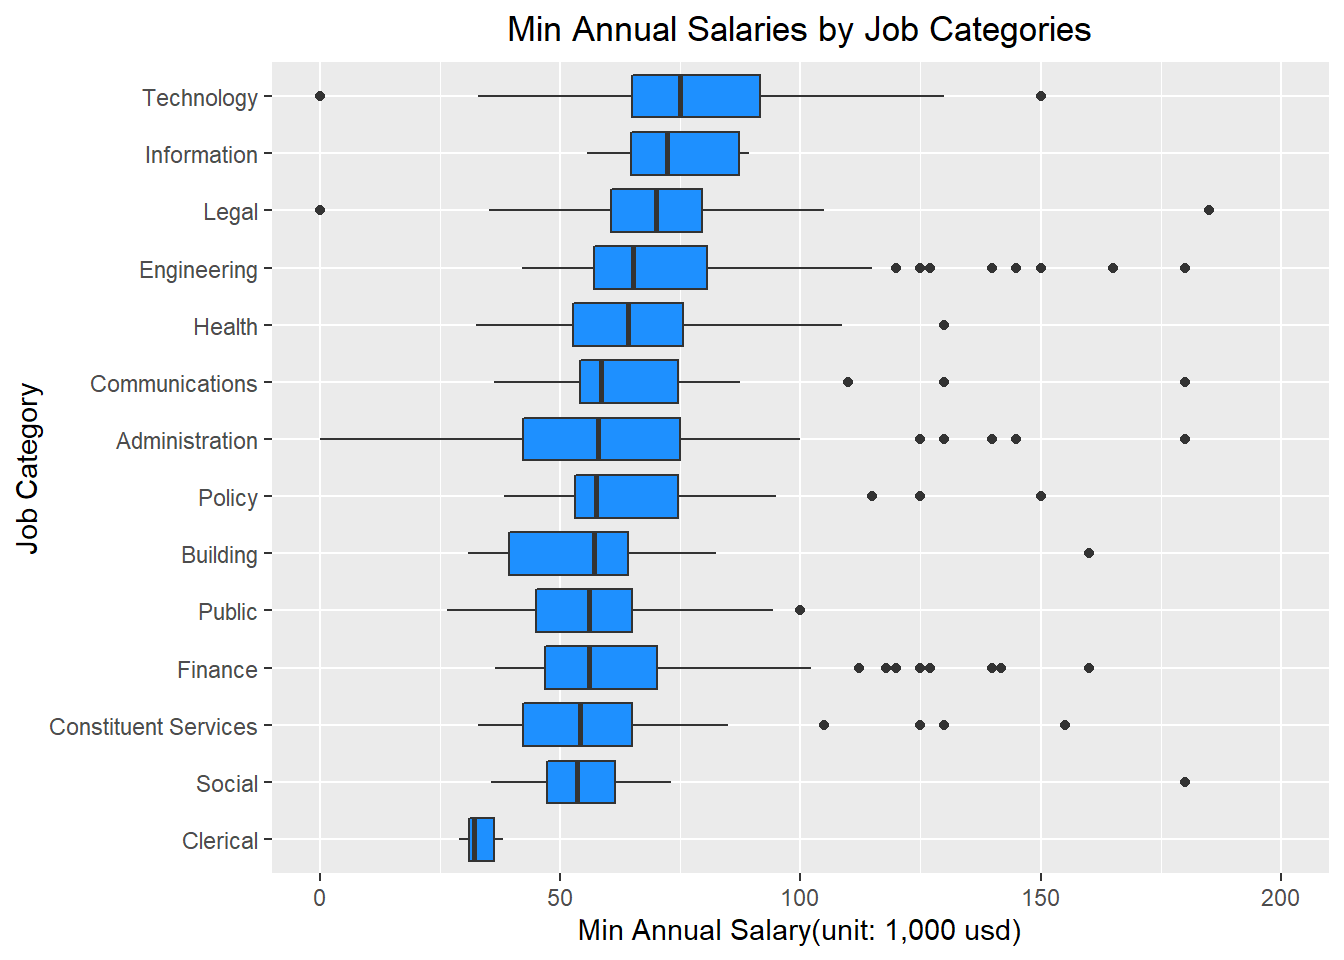 Min Annual Salaries by Job Categories
Job Category
Technology
Information
Legal
Engineering
Health
Communications
Administration
Policy
Building
Public
Finance
Constituent Services
Social
Clerical
0 50 100 150 200
Min Annual Salary(unit: 1,000 usd)